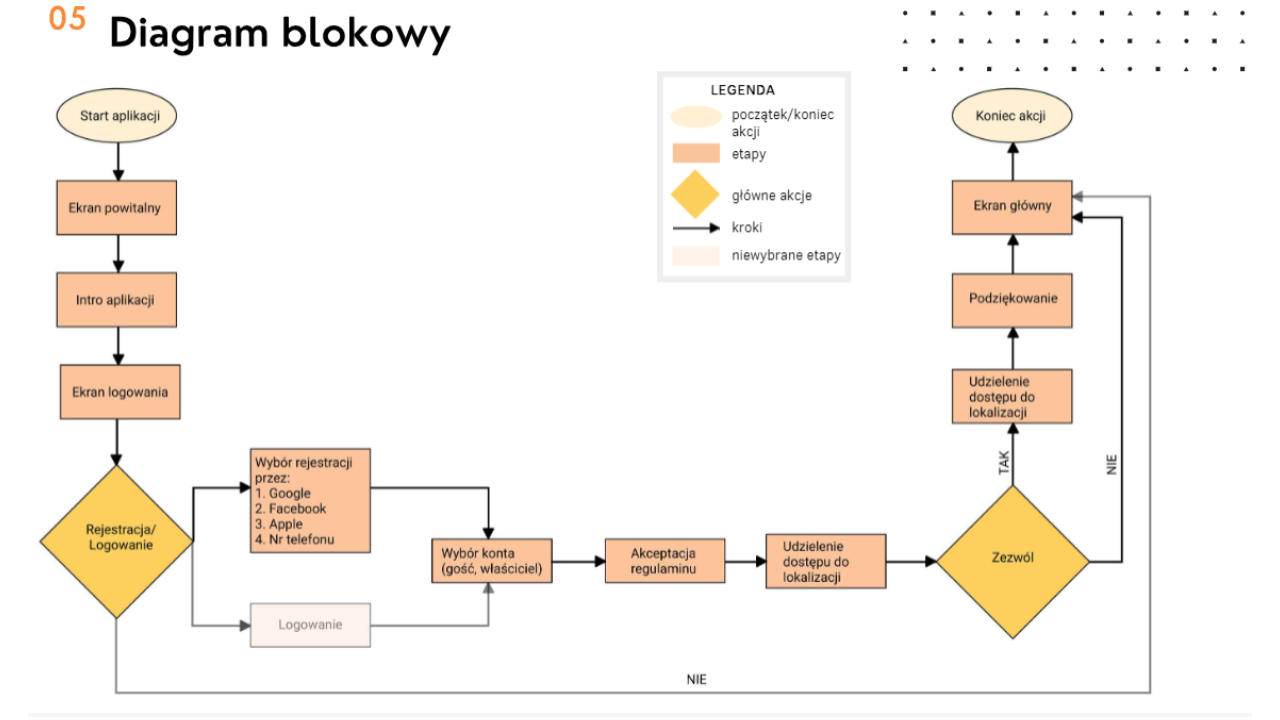 05
Diagram blokowy
LEGENDA
początek/koniec
akcji
etapy
główne akcje
kroki
niewybrane etapy
Start aplikacji
Ekran powitalny
Intro aplikacji
Ekran logowania
Rejestracja/
Logowanie
Wybór rejestracji
przez:
1. Google
2. Facebook
3. Apple
4. Nr telefonu
Logowanie
Wybór konta
(gość, właściciel)
Akceptacja
regulaminu
Udzielenie
dostępu do
lokalizacji
Zezwól
TAK
NIE
Udzielenie
dostępu do
lokalizacji
Podziękowanie
Ekran główny
Koniec akcji
NIE